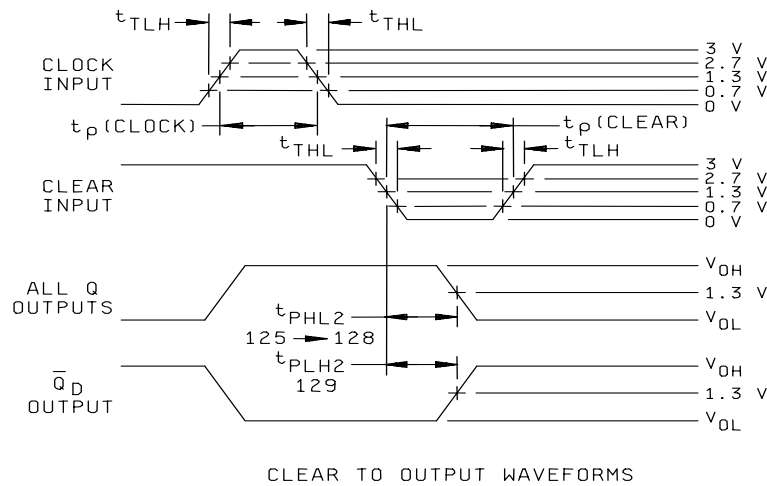 tTLH
tTHL
CLOCK
INPUT
3 V
2.7 V
1.3 V
0.7 V
0 V
tp(CLOCK)
tp(CLEAR)
tTHL
tTLH
CLEAR
INPUT
3 V
2.7 V
1.3 V
0.7 V
0 V
ALL Q
OUTPUTS
VOH
1.3 V
VOL
tPHL2
125 → 128
tPLH2
129
Q̅D
OUTPUT
VOH
1.3 V
VOL
CLEAR TO OUTPUT WAVEFORMS